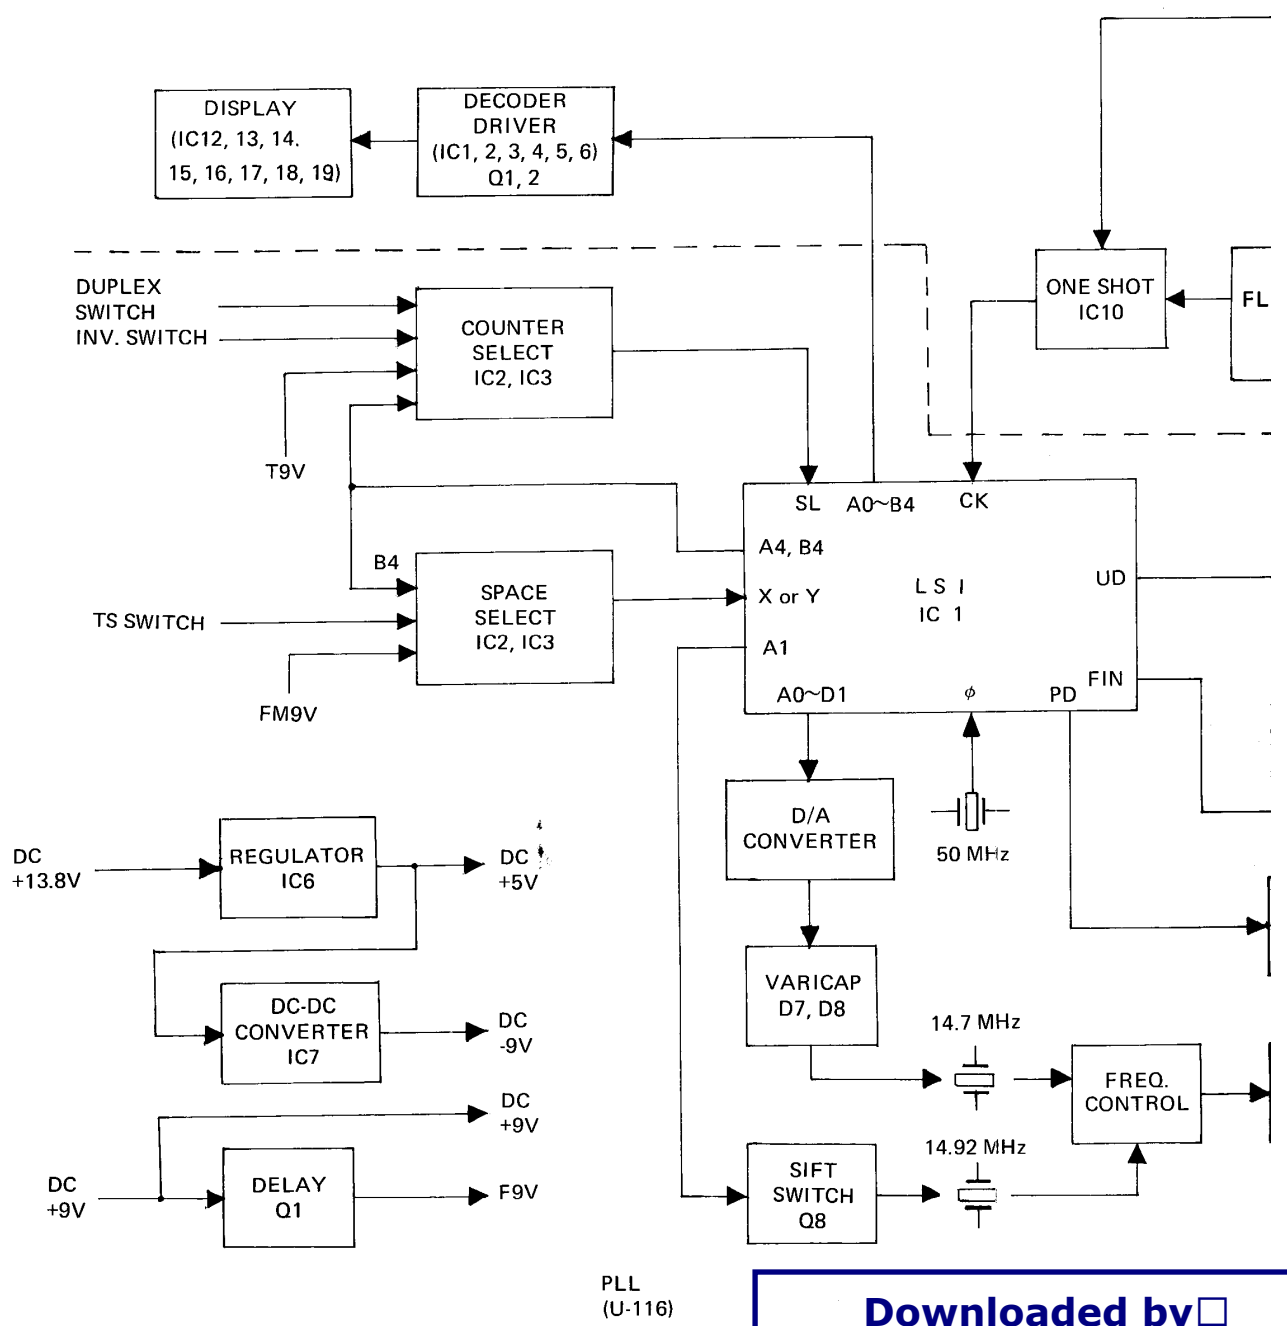 DISPLAY
(IC12, 13, 14.
15, 16, 17, 18, 19)
DECODER
DRIVER
(IC1, 2, 3, 4, 5, 6)
Q1, 2
DUPLEX
SWITCH
INV. SWITCH
COUNTER
SELECT
IC2, IC3
T9V
ONE SHOT
IC10
FL
SL
A0~B4
CK
A4, B4
X or Y
A1
A0~D1
LSI
IC 1
UD
FIN
PD
ϕ
B4
SPACE
SELECT
IC2, IC3
TS SWITCH
FM9V
D/A
CONVERTER
50 MHz
DC
+13.8V
REGULATOR
IC6
DC
+5V
DC-DC
CONVERTER
IC7
DC
-9V
VARICAP
D7, D8
14.7 MHz
FREQ.
CONTROL
DC
+9V
DC
+9V
DELAY
Q1
F9V
SIFT
SWITCH
Q8
14.92 MHz
PLL
(U-116)
Downloaded by□